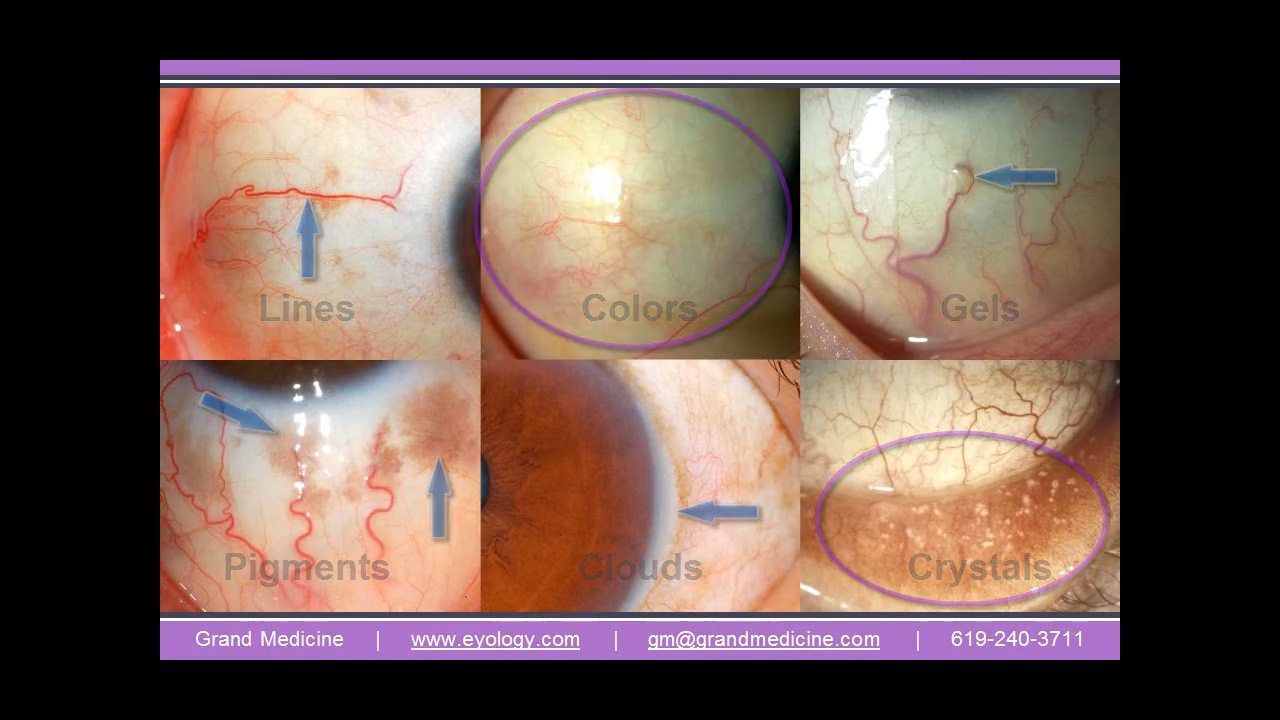 Lines
Colors
Gels
Pigments
Clouds
Crystals
Grand Medicine | www.eyology.com | gm@grandmedicine.com | 619-240-3711